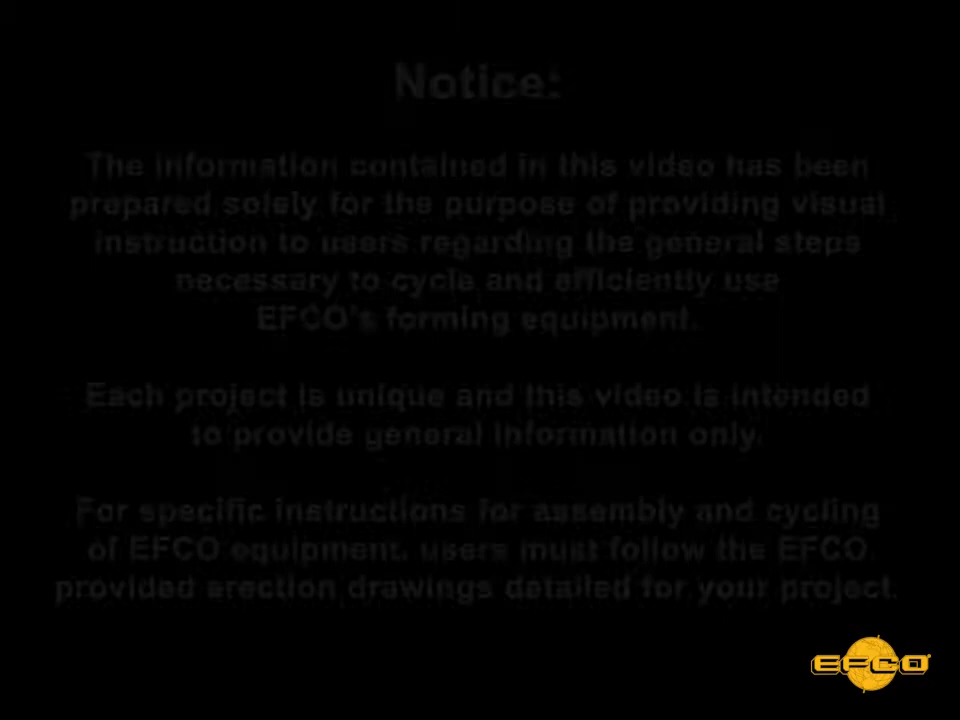 Notice:
The information contained in this video has been
prepared solely for the purpose of providing visual
instruction to users regarding the general steps
necessary to cycle and efficiently use
EFCO's forming equipment.
Each project is unique and this video is intended
to provide general information only.
For specific instructions for assembly and cycling
of EFCO equipment, users must follow the EFCO
provided erection drawings detailed for your project.
EFCO